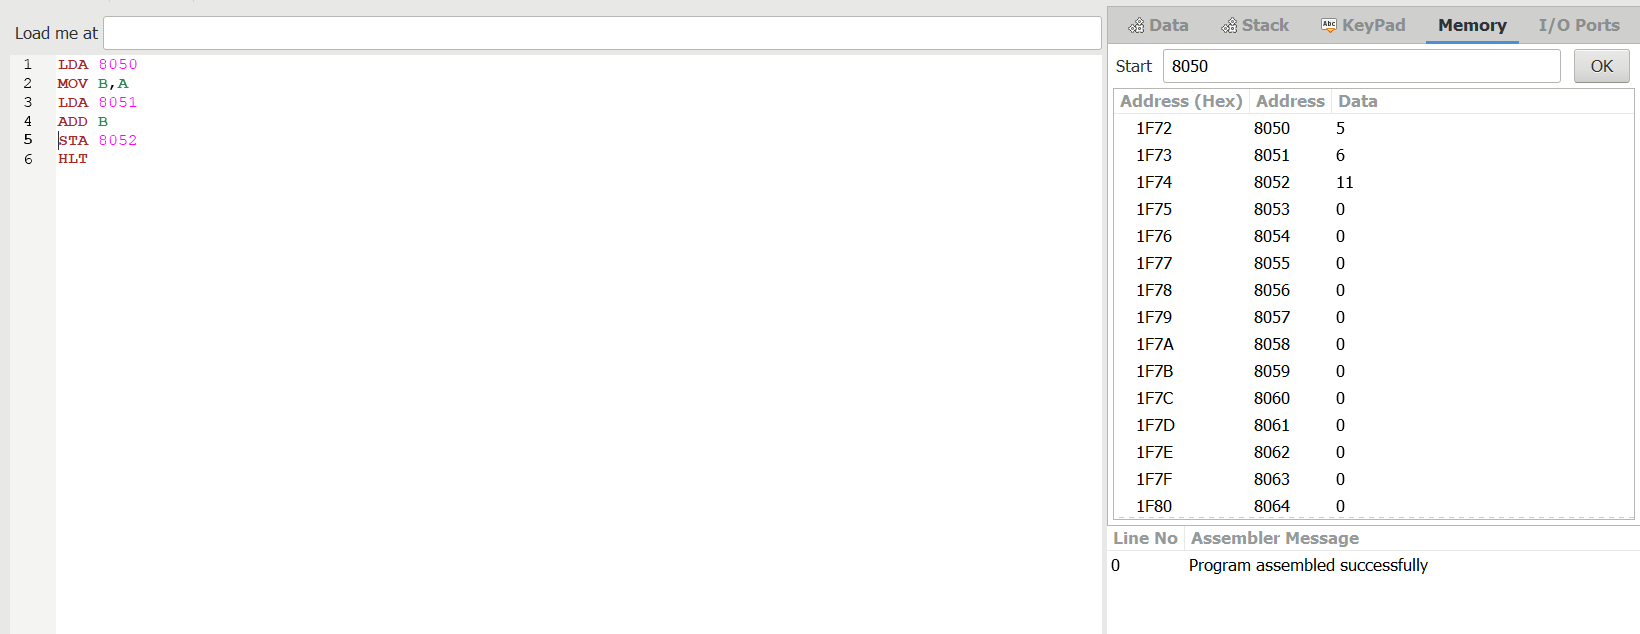 Load me at
1 LDA 8050
2 MOV B,A
3 LDA 8051
4 ADD B
5 STA 8052
6 HLT
Data Stack Abc KeyPad Memory I/O Ports
Start 8050 OK
Address (Hex) Address Data
1F72 8050 5
1F73 8051 6
1F74 8052 11
1F75 8053 0
1F76 8054 0
1F77 8055 0
1F78 8056 0
1F79 8057 0
1F7A 8058 0
1F7B 8059 0
1F7C 8060 0
1F7D 8061 0
1F7E 8062 0
1F7F 8063 0
1F80 8064 0
Line No Assembler Message
0 Program assembled successfully